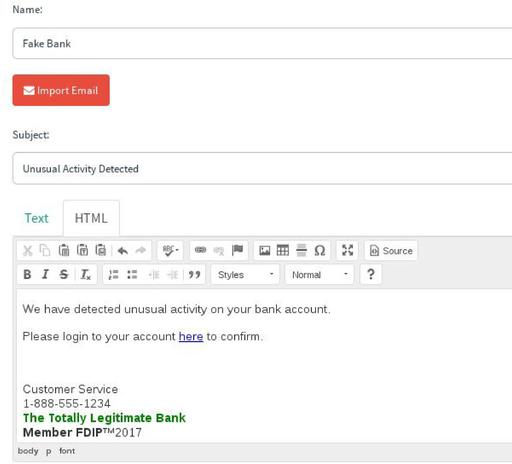 Name:
Fake Bank
Import Email
Subject:
Unusual Activity Detected
Text HTML
ABC Ω Source
B I S Tx Styles Normal ?
We have detected unusual activity on your bank account.
Please login to your account here to confirm.
Customer Service
1-888-555-1234
The Totally Legitimate Bank
Member FDIP™2017
body p font